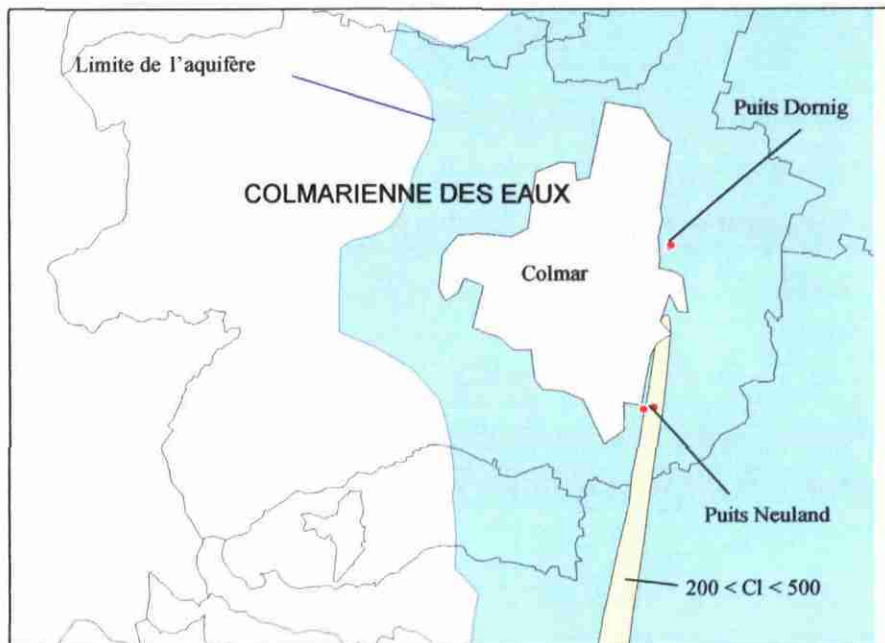 Limite de l'aquifère
Puits Dornig
COLMARIENNE DES EAUX
Colmar
Puits Neuland
200 < Cl < 500